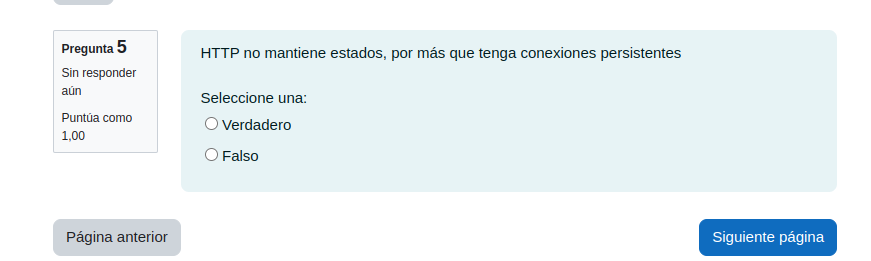 Pregunta 5
Sin responder
aún
Puntúa como
1,00
HTTP no mantiene estados, por más que tenga conexiones persistentes
Seleccione una:
Verdadero
Falso
Página anterior
Siguiente página